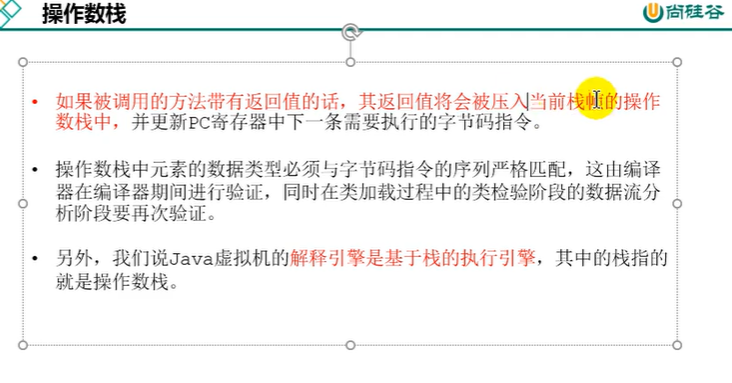 操作数栈
尚硅谷
• 如果被调用的方法带有返回值的话，其返回值将会被压入当前栈帧的操作
数栈中，并更新PC寄存器中下一条需要执行的字节码指令。
• 操作数栈中元素的数据类型必须与字节码指令的序列严格匹配，这由编译
器在编译器期间进行验证，同时在类加载过程中的类检验阶段的数据流分
析阶段要再次验证。
• 另外，我们说Java虚拟机的解释引擎是基于栈的执行引擎，其中的栈指的
就是操作数栈。